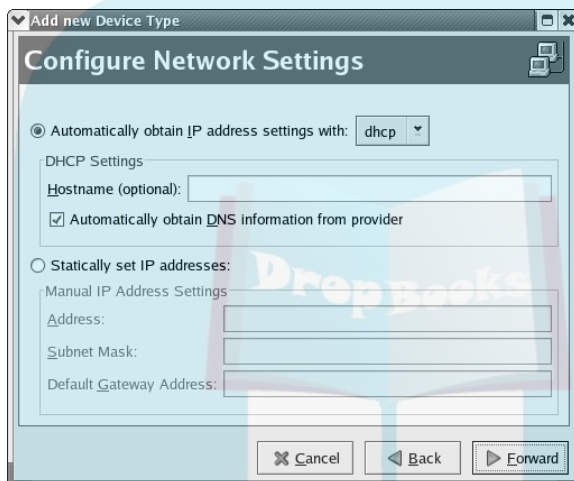 Add new Device Type
Configure Network Settings
Automatically obtain IP address settings with: dhcp
DHCP Settings
Hostname (optional):
Automatically obtain DNS information from provider
Statically set IP addresses:
DropBooks
Manual IP Address Settings
Address:
Subnet Mask:
Default Gateway Address:
Cancel Back Forward